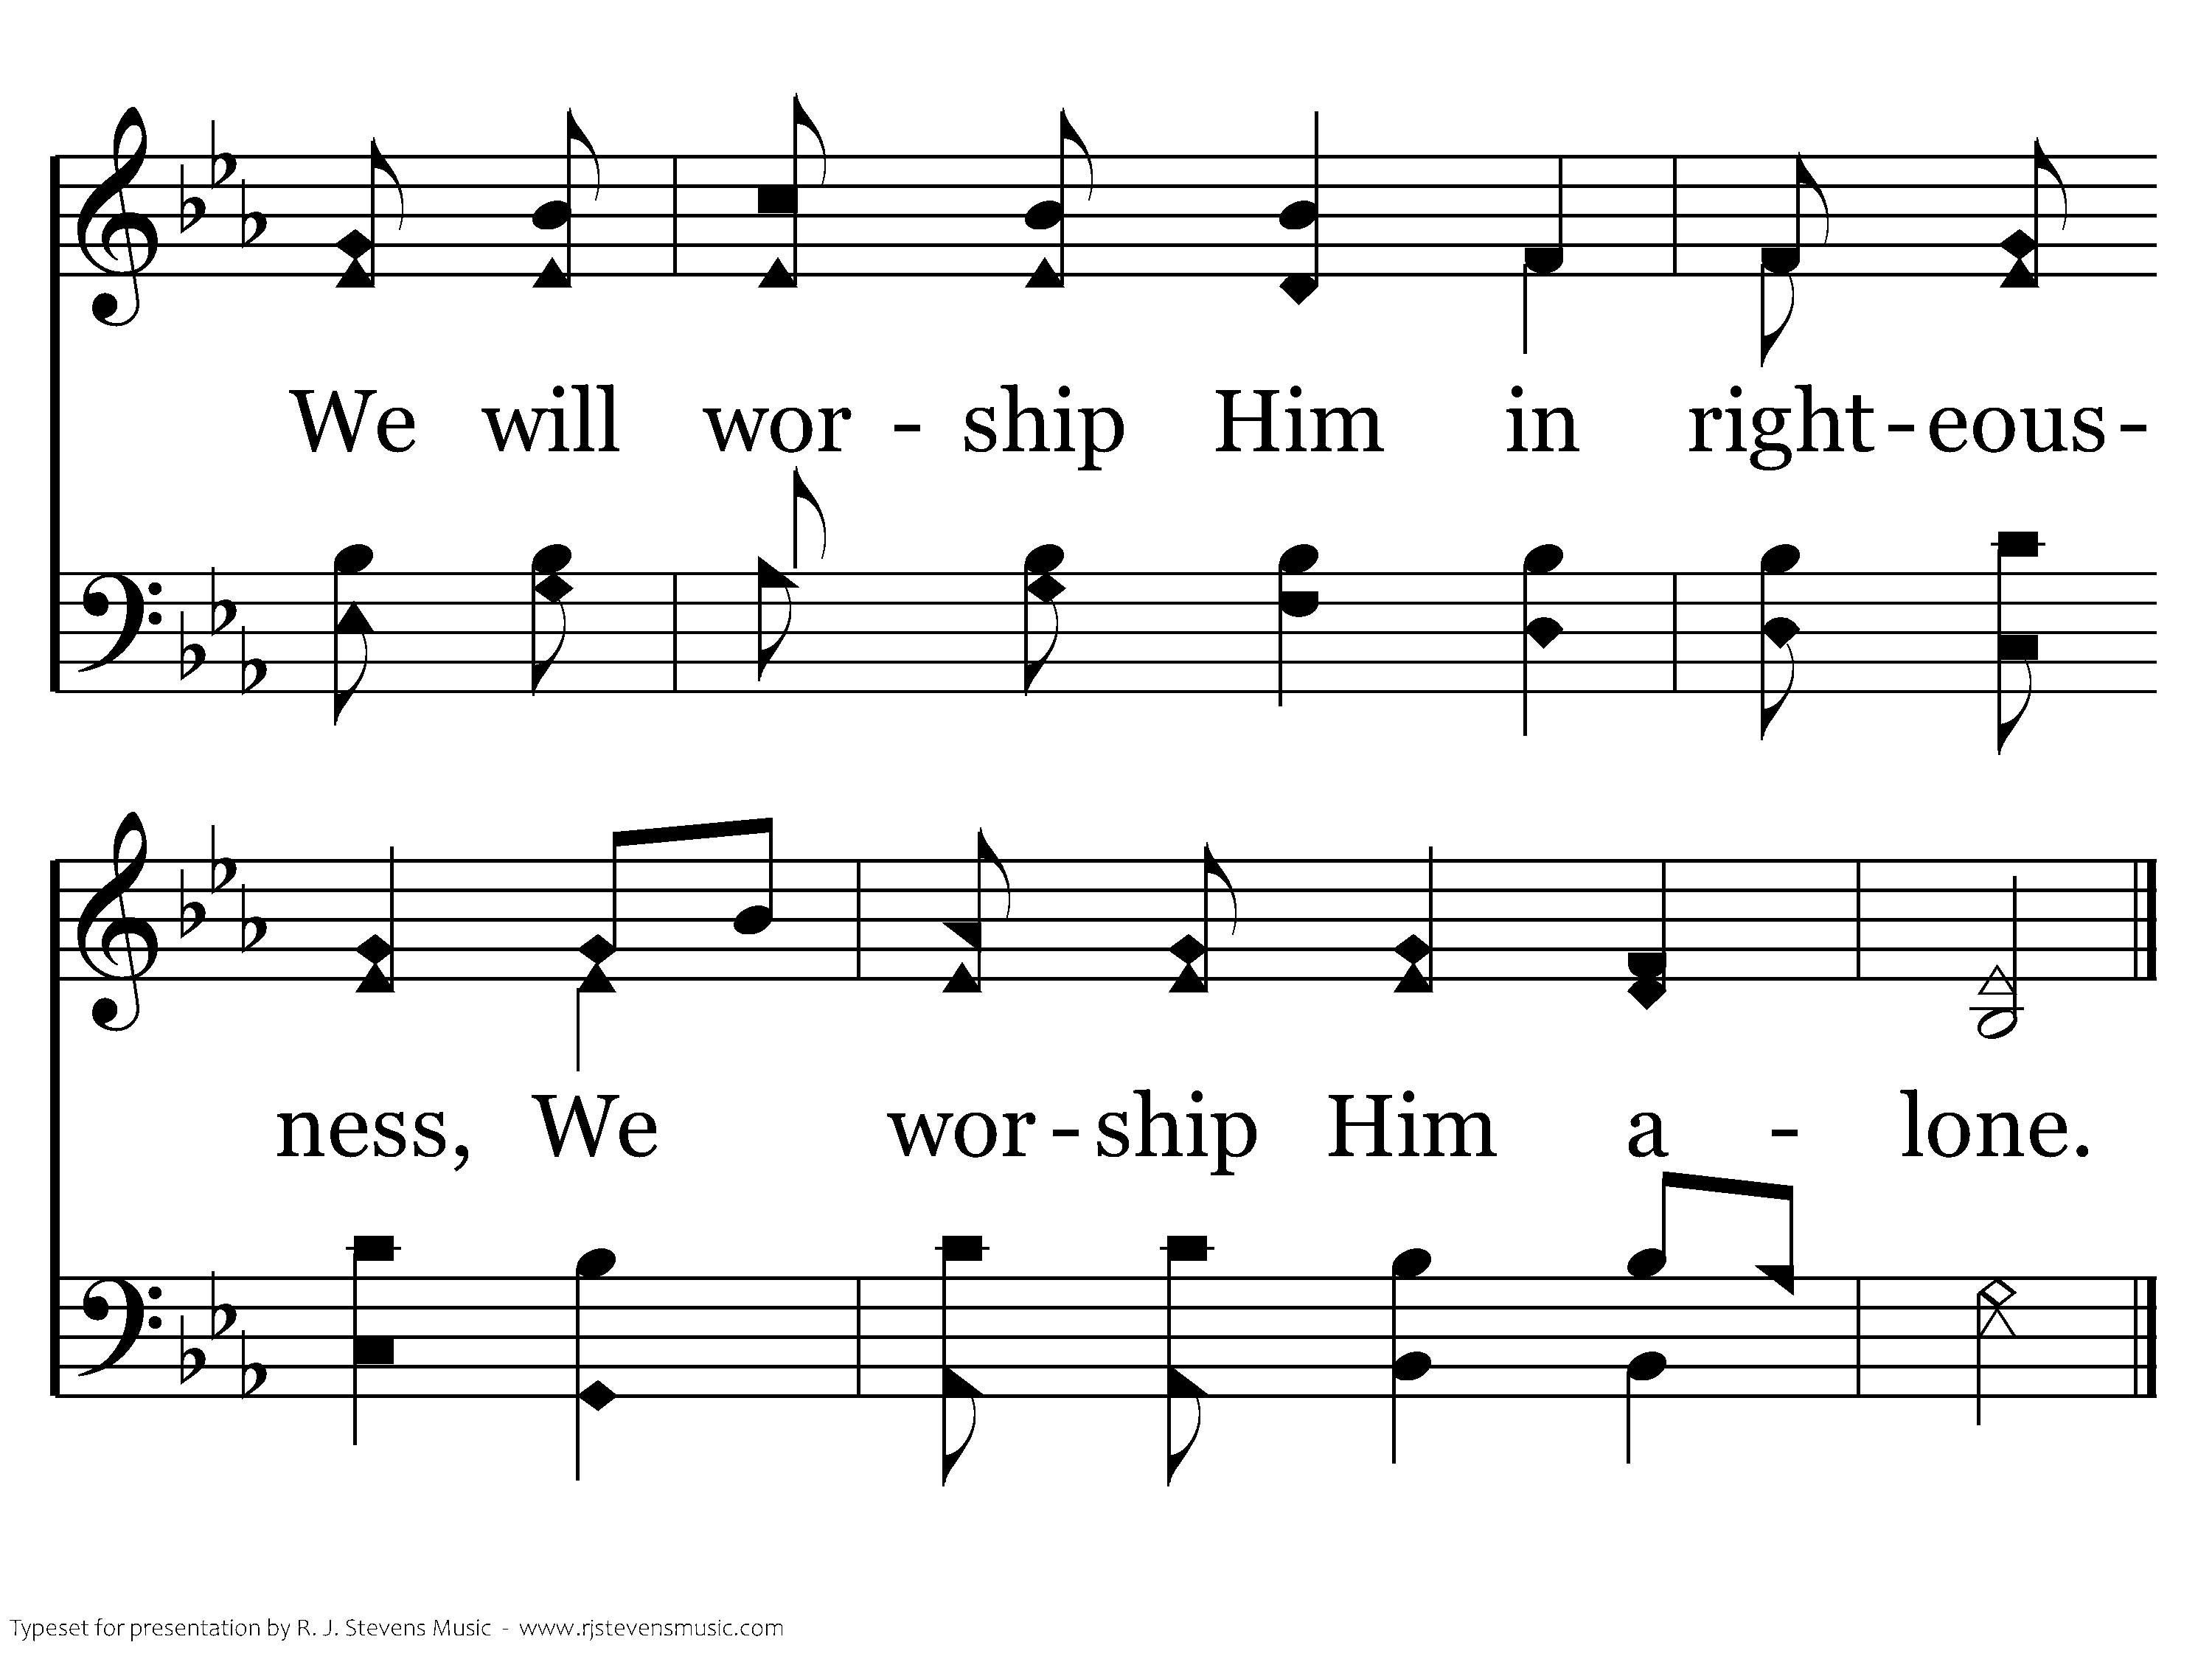 We will wor - ship Him in right - eous -
ness, We wor - ship Him a - lone.
Typeset for presentation by R. J. Stevens Music - www.rjstevensmusic.com